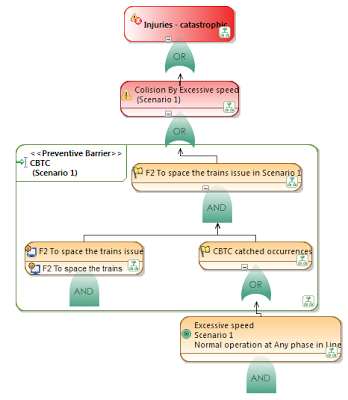 Injuries - catastrophic
OR
Colision By Excessive speed
(Scenario 1)
OR
<<Preventive Barrier>>
CBTC
(Scenario 1)
F2 To space the trains issue in Scenario 1
AND
F2 To space the trains issue
F2 To space the trains
AND
CBTC catched occurrences
OR
Excessive speed
Scenario 1
Normal operation at Any phase in Line
AND